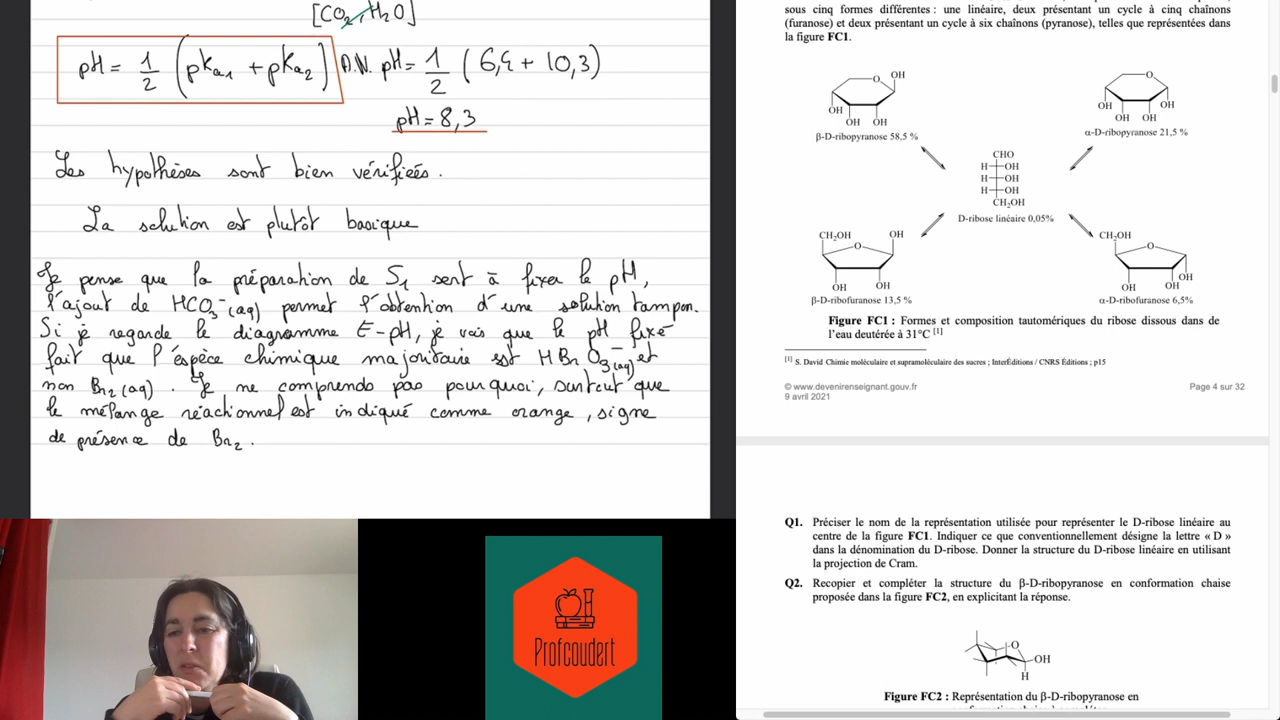 [CO2, H2O]
pH = 1/2 (pKa1 + pKa2) A.N. pH = 1/2 (6,4 + 10,3)
pH = 8,3
Les hypothèses sont bien vérifiées.
La solution est plutôt basique
Je pense que la préparation de S1 sert à fixer le pH,
l'ajout de HCO3-(aq) permet l'obtention d'une solution tampon.
Si je regarde le diagramme E-pH, je vois que le pH fixé
fait que l'espèce chimique majoritaire est HBrO3-(aq) et
non Br2(aq). Je ne comprends pas pourquoi, surtout que
le mélange réactionnel est indiqué comme orange, signe
de présence de Br2.
Profcoudert
sous cinq formes différentes : une linéaire, deux présentant un cycle à cinq chaînons
(furanose) et deux présentant un cycle à six chaînons (pyranose), telles que représentées dans
la figure FC1.
O OH
OH
OH OH
β-D-ribopyranose 58,5 %
O
OH OH
OH OH
α-D-ribopyranose 21,5 %
CHO
H OH
H OH
H OH
CH2OH
D-ribose linéaire 0,05%
CH2OH OH
O
OH OH
β-D-ribofuranose 13,5 %
CH2OH
O
OH
OH OH
α-D-ribofuranose 6,5%
Figure FC1 : Formes et composition tautomériques du ribose dissous dans de
l'eau deutérée à 31°C [1]
[1] S. David Chimie moléculaire et supramoléculaire des sucres ; InterÉditions / CNRS Éditions ; p15
© www.devenirenseignant.gouv.fr Page 4 sur 32
9 avril 2021
Q1. Préciser le nom de la représentation utilisée pour représenter le D-ribose linéaire au
centre de la figure FC1. Indiquer ce que conventionnellement désigne la lettre « D »
dans la dénomination du D-ribose. Donner la structure du D-ribose linéaire en utilisant
la projection de Cram.
Q2. Recopier et compléter la structure du β-D-ribopyranose en conformation chaise
proposée dans la figure FC2, en explicitant la réponse.
O
OH
H
Figure FC2 : Représentation du β-D-ribopyranose en